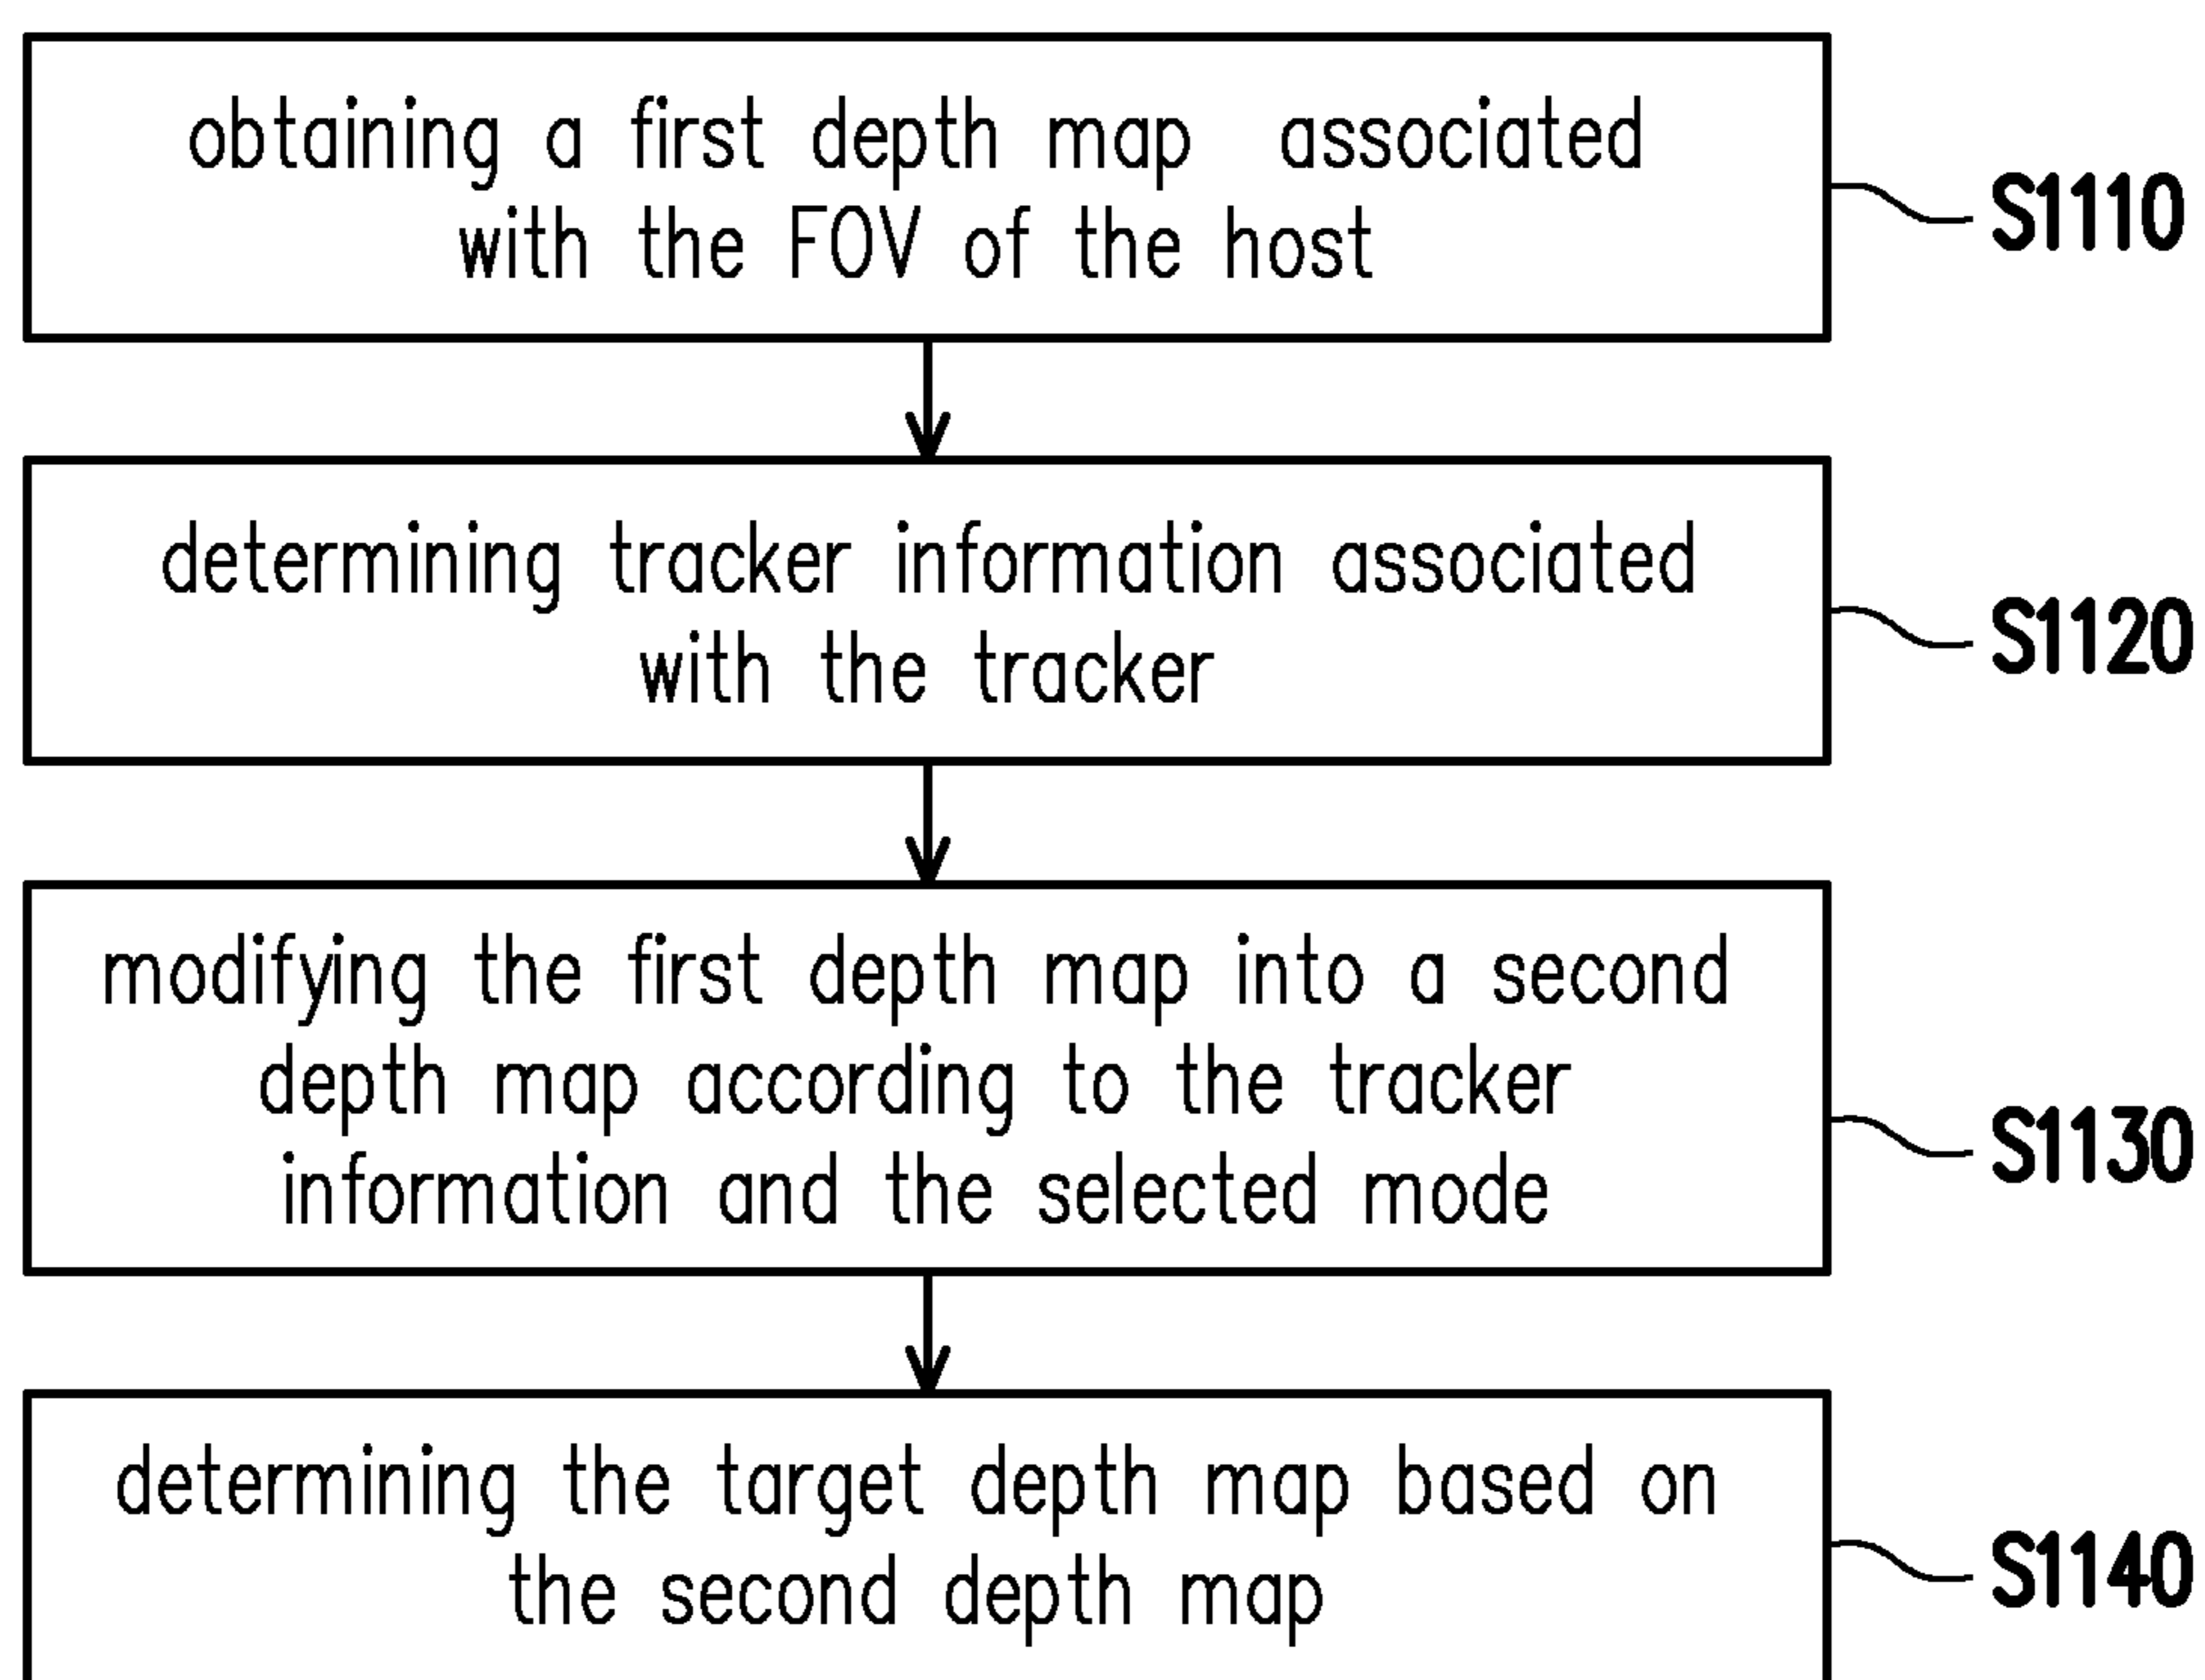 obtaining a first depth map associated
with the FOV of the host
S1110
determining tracker information associated
with the tracker
S1120
modifying the first depth map into a second
depth map according to the tracker
information and the selected mode
S1130
determining the target depth map based on
the second depth map
S1140